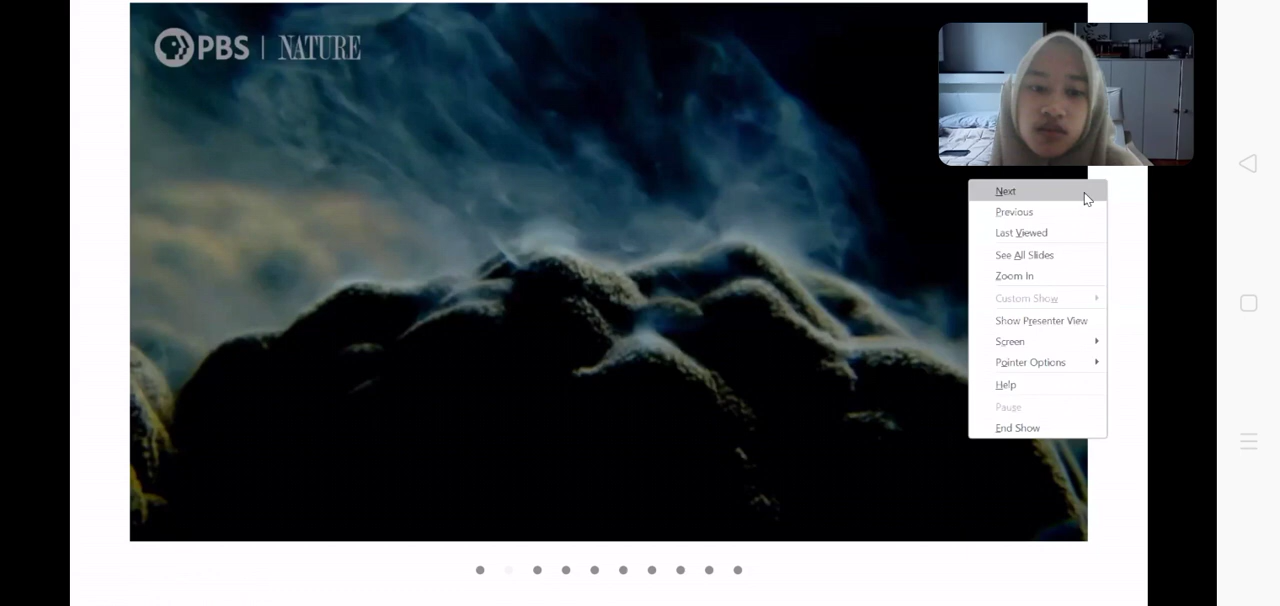 PBS | NATURE
Next
Previous
Last Viewed
See All Slides
Zoom In
Custom Show
Show Presenter View
Screen
Pointer Options
Help
Pause
End Show